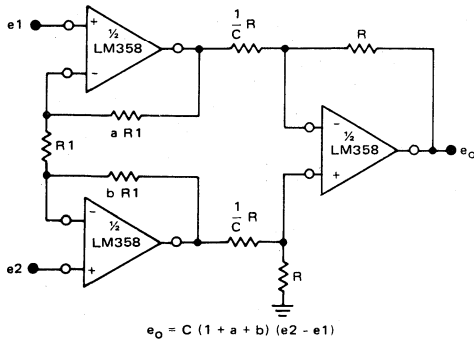 e1
+
½
LM358
−
1/C R
R
a R1
R1
b R1
−
½
LM358
+
e2
−
½
LM358
+
eₒ
1/C R
R
eₒ = C (1 + a + b) (e2 - e1)